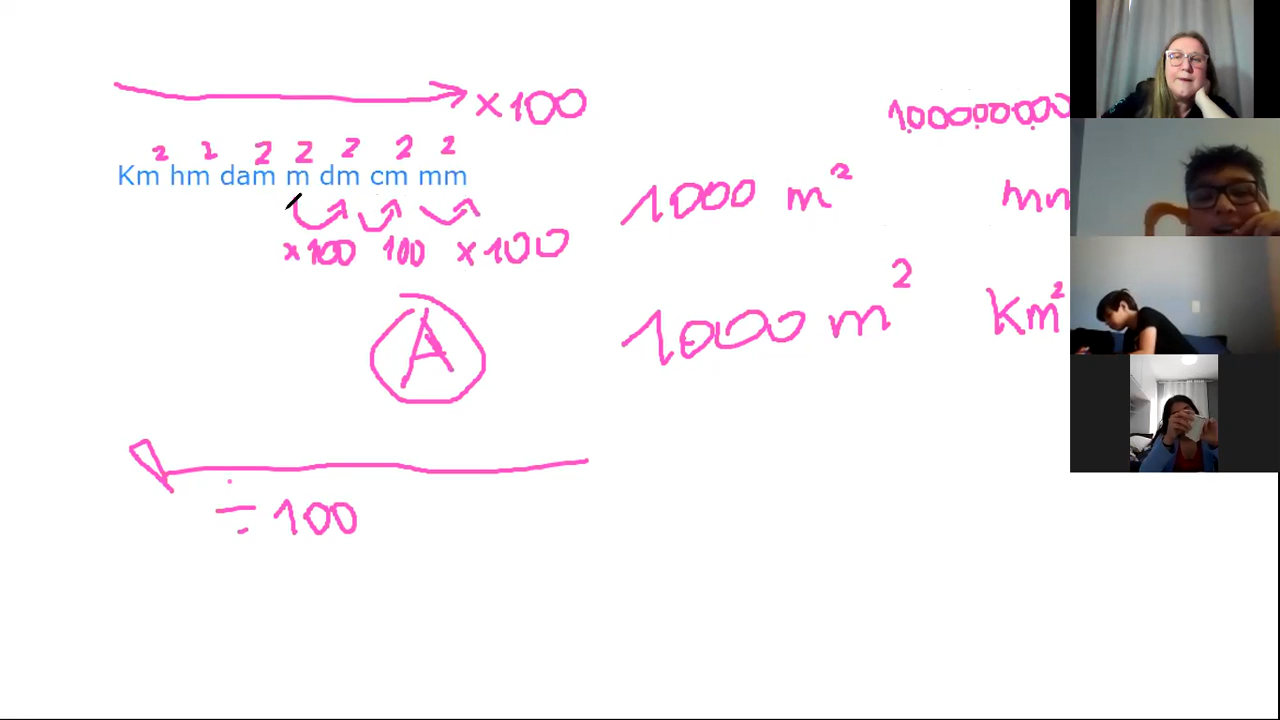 ×100
2 2 2 2 2 2 2
Km hm dam m dm cm mm
×100 100 ×100
A
÷100
1000000000
1000 m²
1000 m² Km²